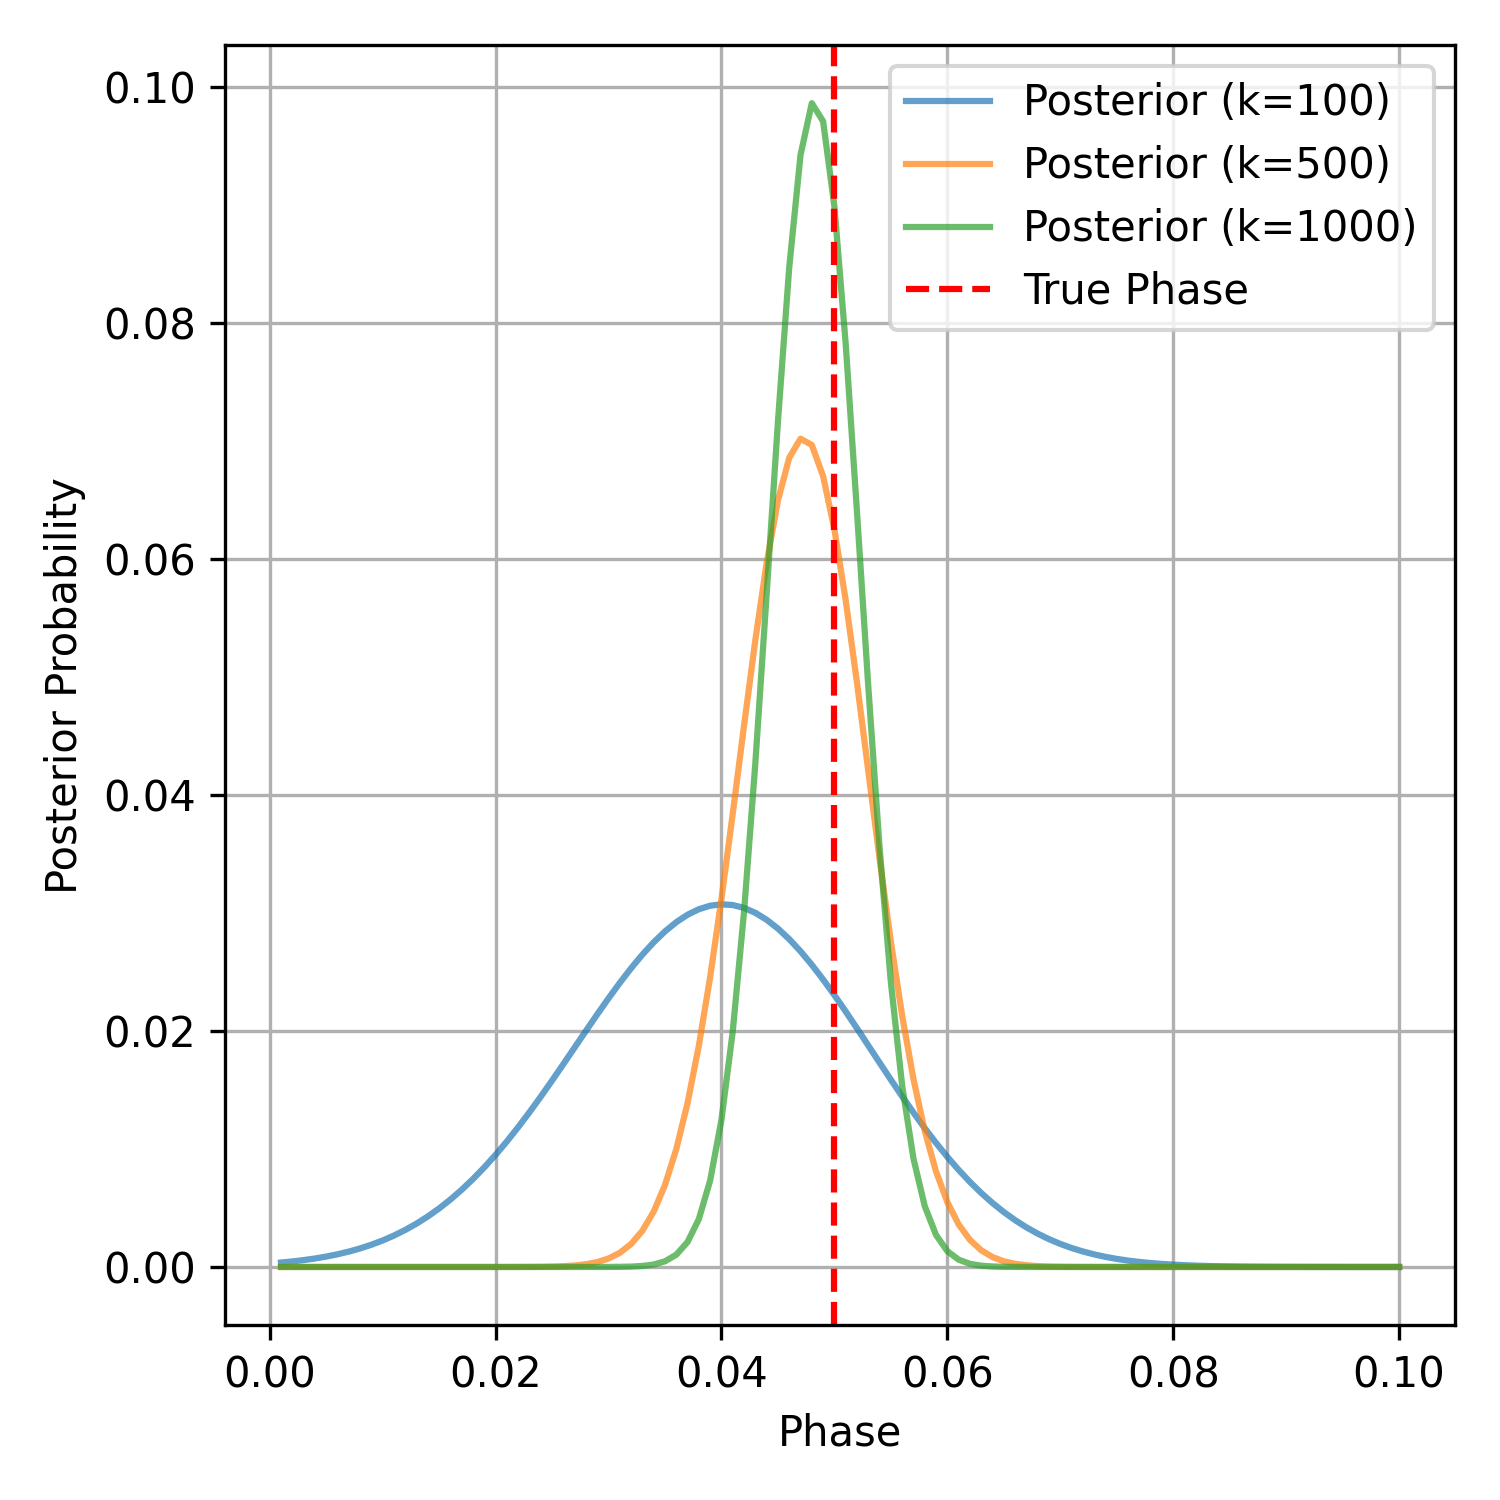 0.10
0.08
0.06
0.04
0.02
0.00
Posterior Probability
Posterior (k=100)
Posterior (k=500)
Posterior (k=1000)
True Phase
0.00 0.02 0.04 0.06 0.08 0.10
Phase